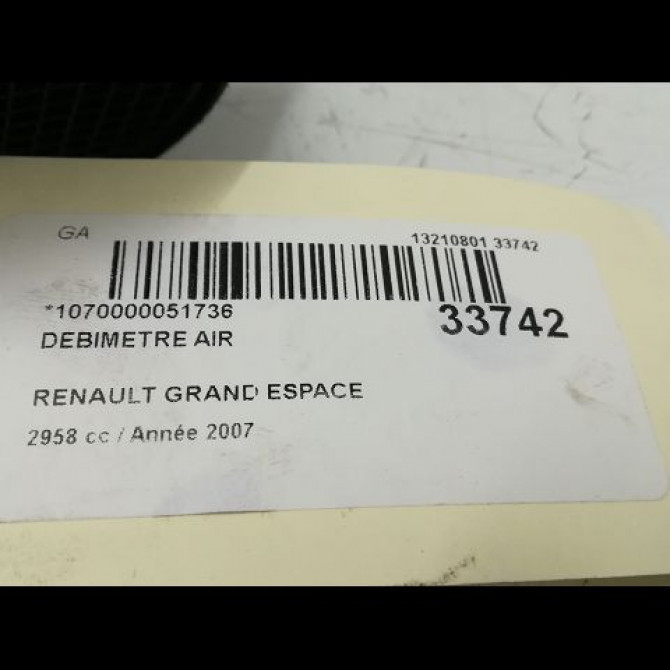 GA
13210801 33742
*1070000051736
33742
DEBIMETRE AIR
RENAULT GRAND ESPACE
2958 cc / Année 2007